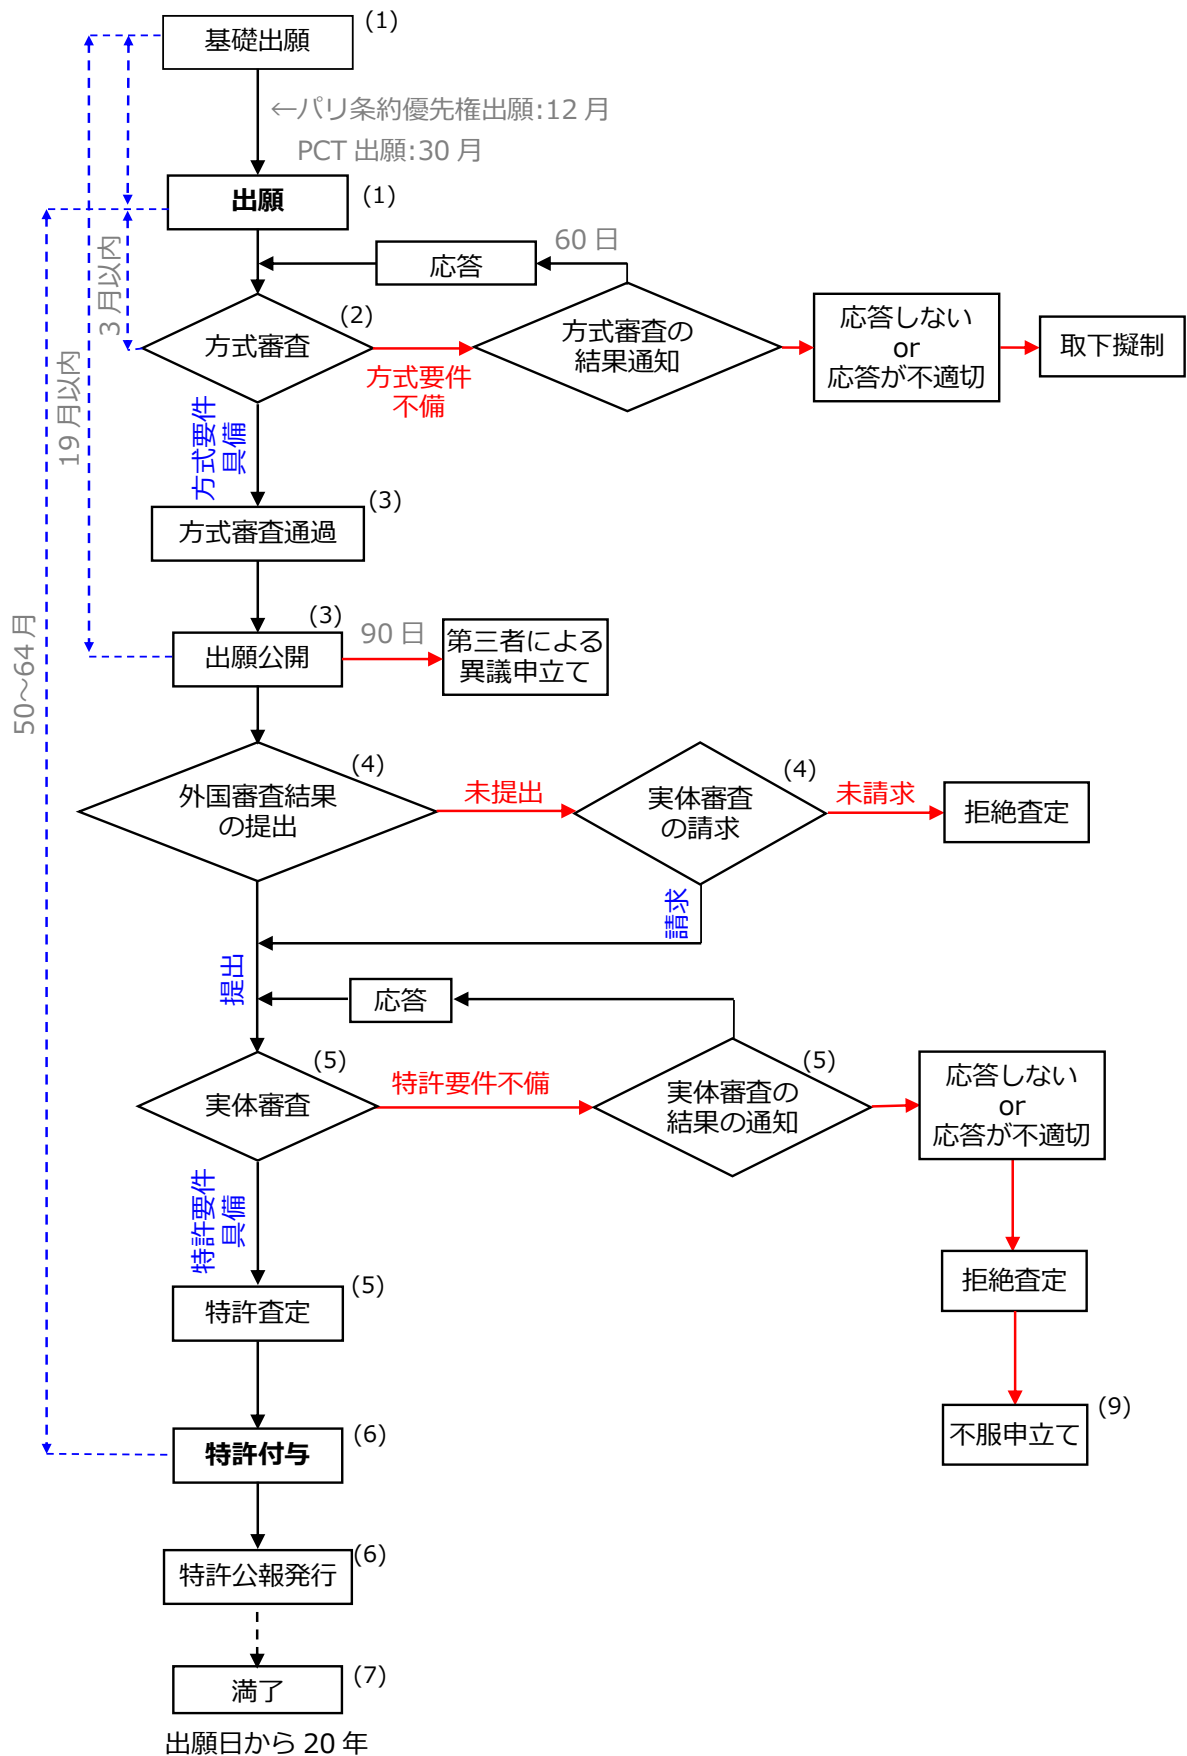 基礎出願
(1)
←パリ条約優先権出願:12 月
PCT 出願:30 月
出願
(1)
3 月以内
19 月以内
50～64 月
応答
60 日
方式審査
(2)
方式要件
不備
方式審査の
結果通知
応答しない
or
応答が不適切
取下擬制
方式要件
具備
方式審査通過
(3)
出願公開
(3)
90 日
第三者による
異議申立て
外国審査結果
の提出
(4)
未提出
実体審査
の請求
(4)
未請求
拒絶査定
請求
提出
応答
実体審査
(5)
特許要件不備
実体審査の
結果の通知
(5)
応答しない
or
応答が不適切
特許要件
具備
拒絶査定
特許査定
(5)
不服申立て
(9)
特許付与
(6)
特許公報発行
(6)
満了
(7)
出願日から 20 年